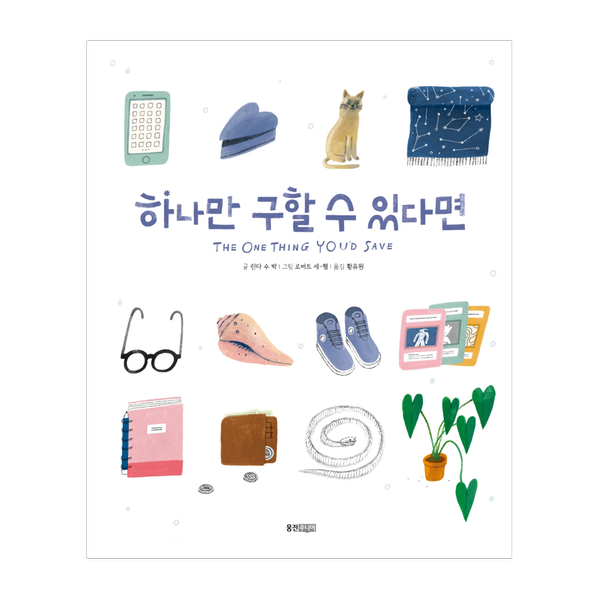 하나만 구할 수 있다면
THE ONE THING YOU'D SAVE
글 린다 수 박 | 그림 로버트 세-헹 | 옮김 황유원
웅진주니어